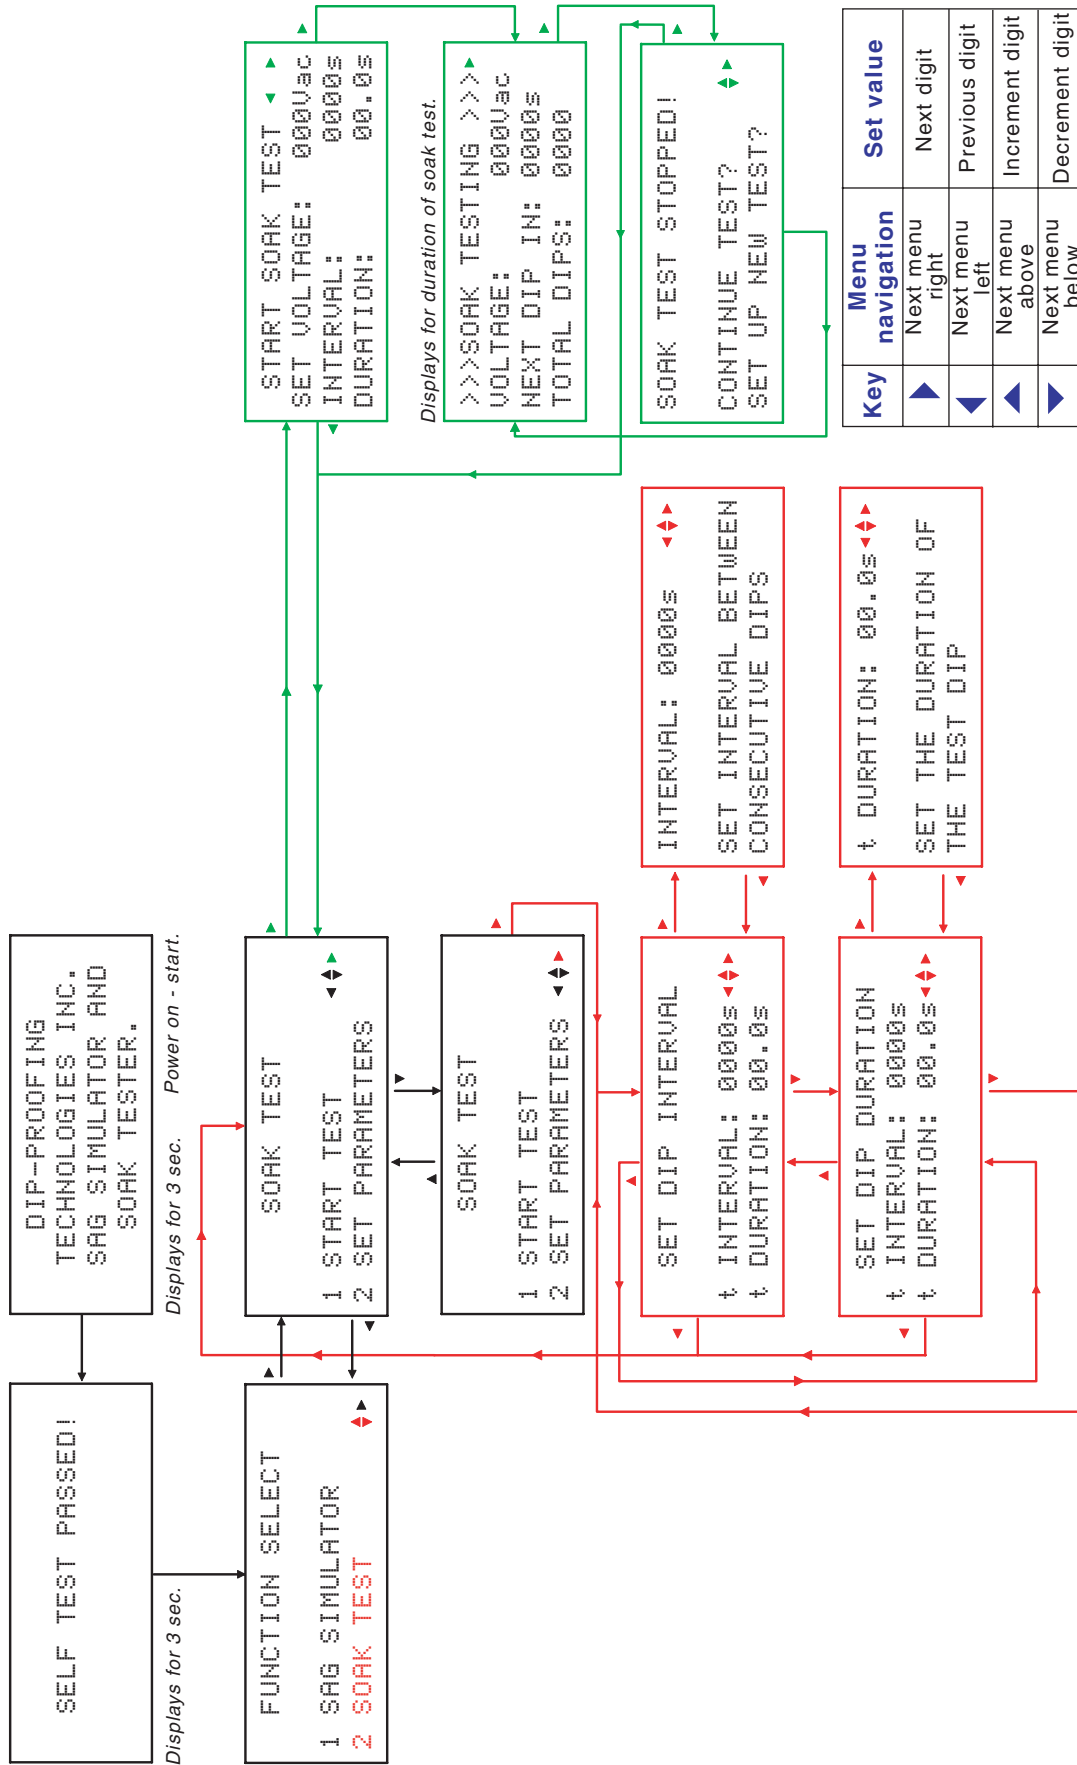 DIP-PROOFING
TECHNOLOGIES INC.
SAG SIMULATOR AND
SOAK TESTER.
Displays for 3 sec.
Power on - start.
SELF TEST PASSED!
Displays for 3 sec.
FUNCTION SELECT
1 SAG SIMULATOR
2 SOAK TEST
SOAK TEST
1 START TEST
2 SET PARAMETERS
SOAK TEST
1 START TEST
2 SET PARAMETERS
SET DIP INTERVAL
t INTERVAL: 0000s
t DURATION: 00.0s
SET DIP DURATION
t INTERVAL: 0000s
t DURATION: 00.0s
INTERVAL: 0000s
SET INTERVAL BETWEEN
CONSECUTIVE DIPS
t DURATION: 00.0s
SET THE DURATION OF
THE TEST DIP
START SOAK TEST
SET VOLTAGE: 000Vac
INTERVAL: 0000s
DURATION: 00.0s
Displays for duration of soak test.
>>>SOAK TESTING >>>
VOLTAGE: 000Vac
NEXT DIP IN: 0000s
TOTAL DIPS: 0000
SOAK TEST STOPPED!
CONTINUE TEST?
SET UP NEW TEST?
Key
Menu
navigation
Set value
Next menu
right
Next digit
Next menu
left
Previous digit
Next menu
above
Increment digit
Next menu
below
Decrement digit